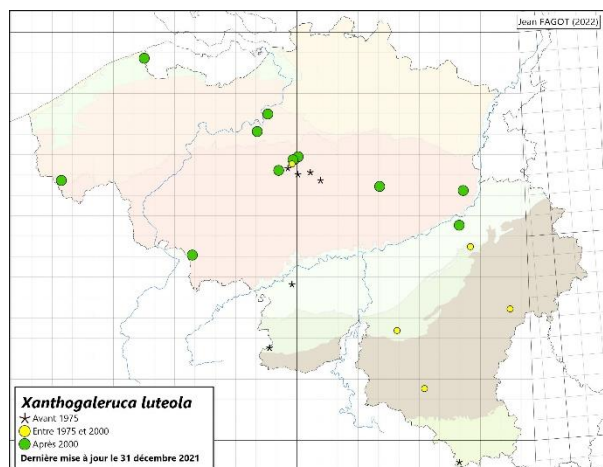 Jean FAGOT (2022)
Xanthogaleruca luteola
Avant 1975
Entre 1975 et 2000
Après 2000
Dernière mise à jour le 31 décembre 2021